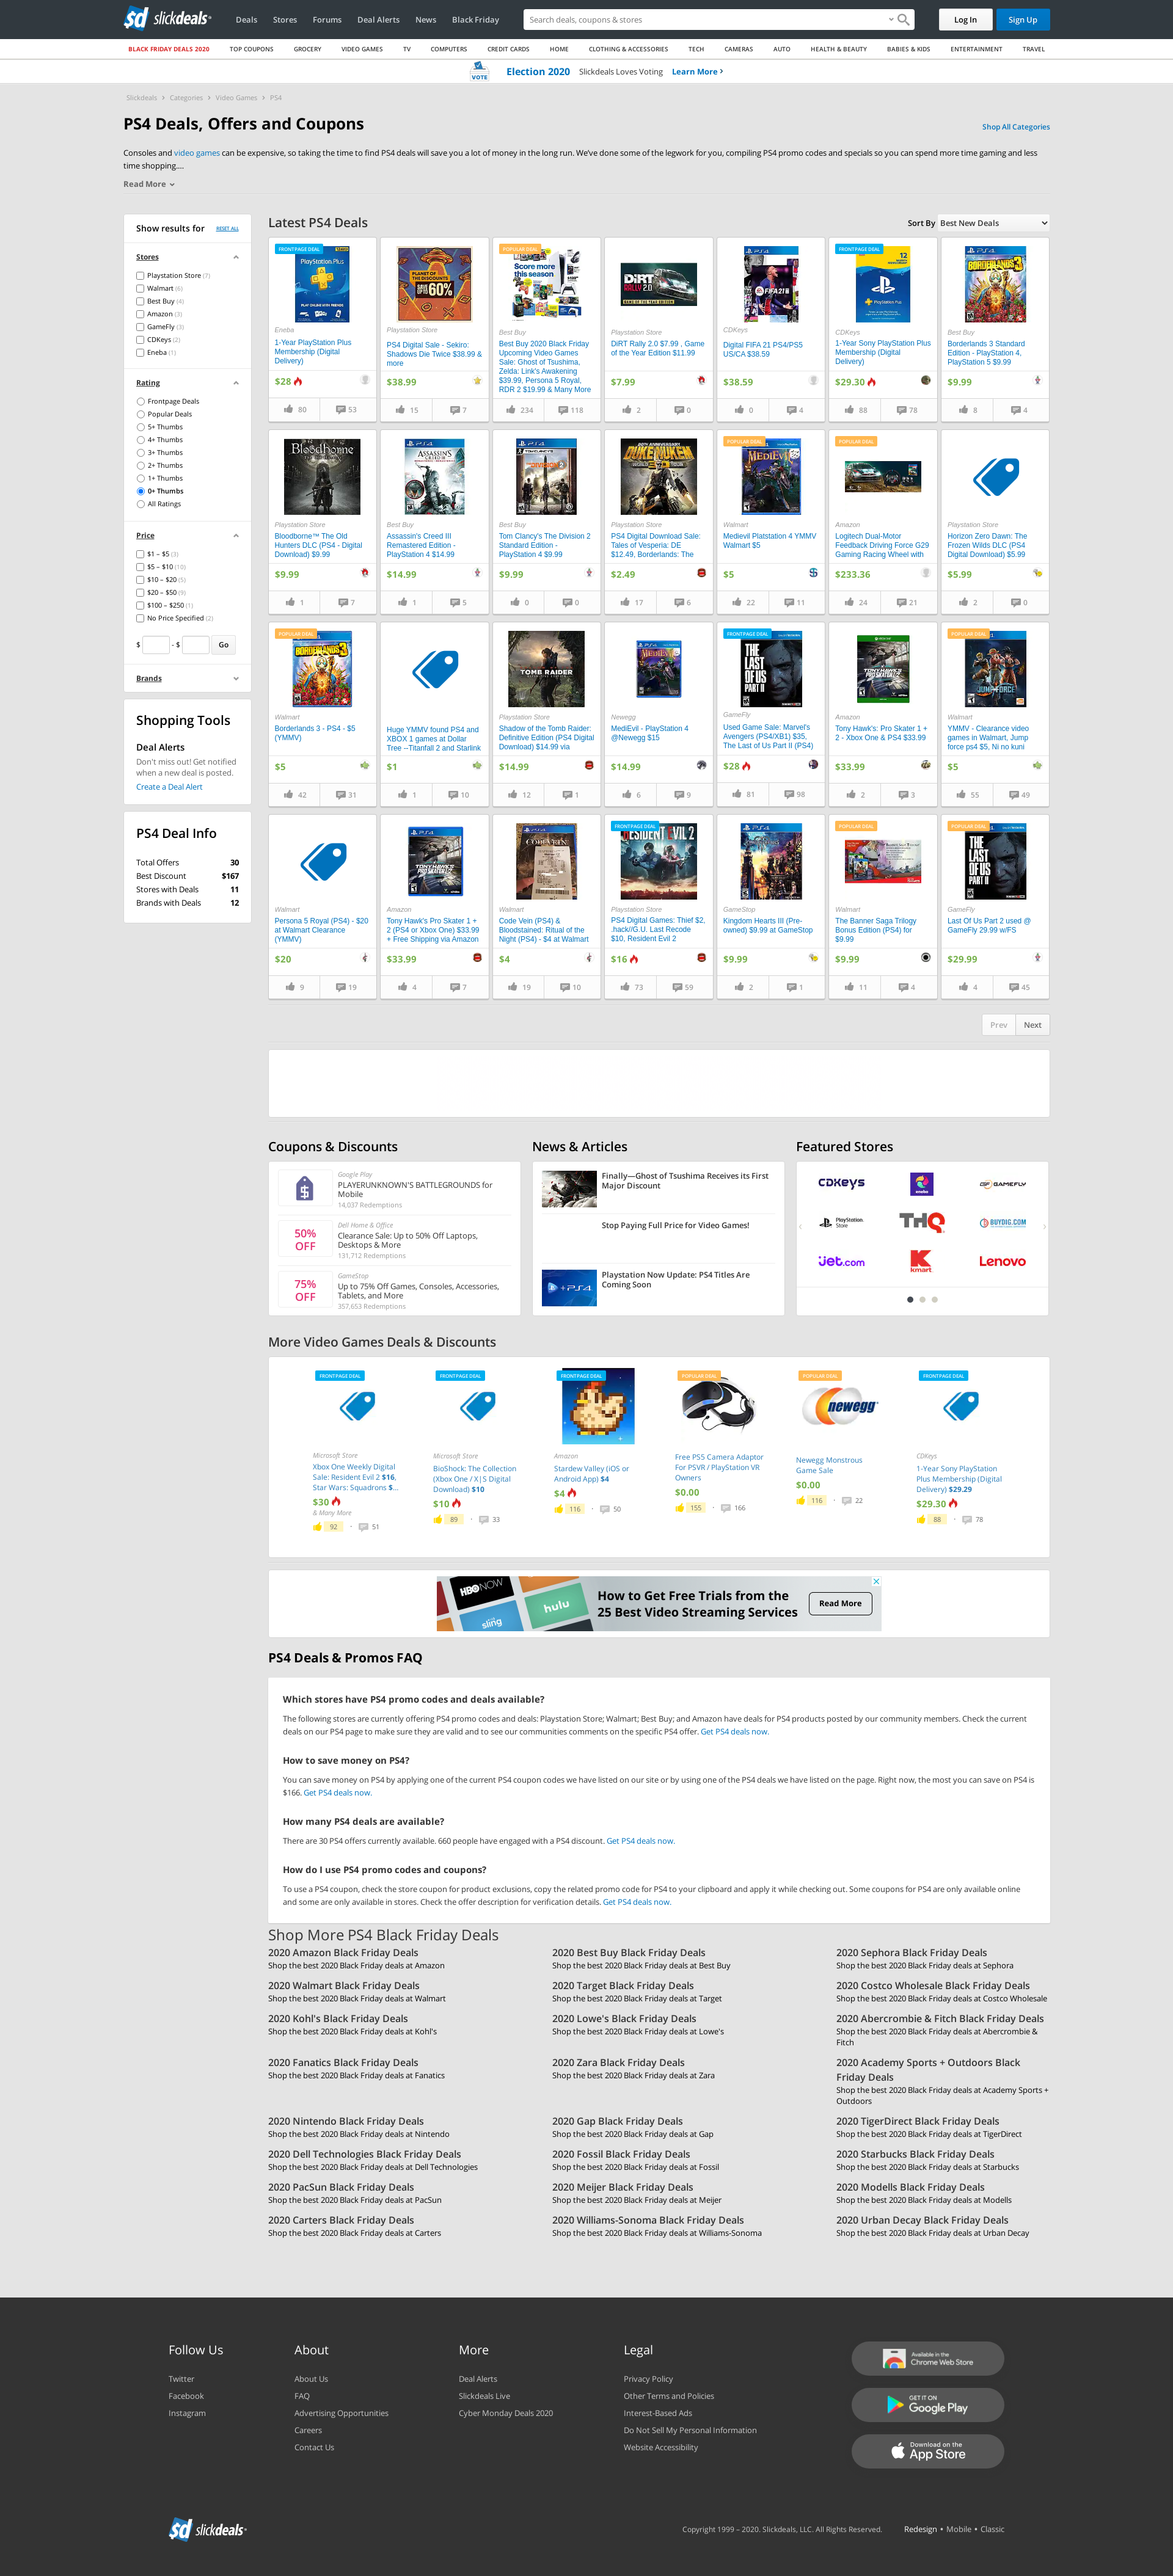 sd slickdeals
Deals Stores Forums Deal Alerts News Black Friday
Search deals, coupons & stores
Log In Sign Up
BLACK FRIDAY DEALS 2020 TOP COUPONS GROCERY VIDEO GAMES TV COMPUTERS CREDIT CARDS HOME CLOTHING & ACCESSORIES TECH CAMERAS AUTO HEALTH & BEAUTY BABIES & KIDS ENTERTAINMENT TRAVEL
VOTE Election 2020 Slickdeals Loves Voting Learn More ›
Slickdeals › Categories › Video Games › PS4
PS4 Deals, Offers and Coupons
Shop All Categories
Consoles and video games can be expensive, so taking the time to find PS4 deals will save you a lot of money in the long run. We've done some of the legwork for you, compiling PS4 promo codes and specials so you can spend more time gaming and less
time shopping....
Read More
Show results for RESET ALL
Stores
Playstation Store (7)
Walmart (6)
Best Buy (4)
Amazon (3)
GameFly (3)
CDKeys (2)
Eneba (1)
Rating
Frontpage Deals
Popular Deals
5+ Thumbs
4+ Thumbs
3+ Thumbs
2+ Thumbs
1+ Thumbs
0+ Thumbs
All Ratings
Price
$1 – $5 (3)
$5 – $10 (10)
$10 – $20 (5)
$20 – $50 (9)
$100 – $250 (1)
No Price Specified (2)
$ - $ Go
Brands
Shopping Tools
Deal Alerts
Don't miss out! Get notified
when a new deal is posted.
Create a Deal Alert
PS4 Deal Info
Total Offers 30
Best Discount $167
Stores with Deals 11
Brands with Deals 12
Latest PS4 Deals
Sort By Best New Deals
FRONTPAGE DEAL
Eneba
1-Year PlayStation Plus
Membership (Digital
Delivery)
$28
80 53
Playstation Store
PS4 Digital Sale - Sekiro:
Shadows Die Twice $38.99 &
more
$38.99
15 7
POPULAR DEAL
Best Buy
Best Buy 2020 Black Friday
Upcoming Video Games
Sale: Ghost of Tsushima,
Zelda: Link's Awakening
$39.99, Persona 5 Royal,
RDR 2 $19.99 & Many More
234 118
Playstation Store
DiRT Rally 2.0 $7.99 , Game
of the Year Edition $11.99
$7.99
2 0
CDKeys
Digital FIFA 21 PS4/PS5
US/CA $38.59
$38.59
0 4
FRONTPAGE DEAL
CDKeys
1-Year Sony PlayStation Plus
Membership (Digital
Delivery)
$29.30
88 78
Best Buy
Borderlands 3 Standard
Edition - PlayStation 4,
PlayStation 5 $9.99
$9.99
8 4
Playstation Store
Bloodborne™ The Old
Hunters DLC (PS4 - Digital
Download) $9.99
$9.99
1 7
Best Buy
Assassin's Creed III
Remastered Edition -
PlayStation 4 $14.99
$14.99
1 5
Best Buy
Tom Clancy's The Division 2
Standard Edition -
PlayStation 4 $9.99
$9.99
0 0
Playstation Store
PS4 Digital Download Sale:
Tales of Vesperia: DE
$12.49, Borderlands: The
$2.49
17 6
POPULAR DEAL
Walmart
Medievil Platstation 4 YMMV
Walmart $5
$5
22 11
POPULAR DEAL
Amazon
Logitech Dual-Motor
Feedback Driving Force G29
Gaming Racing Wheel with
$233.36
24 21
Playstation Store
Horizon Zero Dawn: The
Frozen Wilds DLC (PS4
Digital Download) $5.99
$5.99
2 0
POPULAR DEAL
Walmart
Borderlands 3 - PS4 - $5
(YMMV)
$5
42 31
Huge YMMV found PS4 and
XBOX 1 games at Dollar
Tree --Titanfall 2 and Starlink
$1
1 10
Playstation Store
Shadow of the Tomb Raider:
Definitive Edition (PS4 Digital
Download) $14.99 via
$14.99
12 1
Newegg
MediEvil - PlayStation 4
@Newegg $15
$14.99
6 9
FRONTPAGE DEAL
GameFly
Used Game Sale: Marvel's
Avengers (PS4/XB1) $35,
The Last of Us Part II (PS4)
$28
81 98
Amazon
Tony Hawk's: Pro Skater 1 +
2 - Xbox One & PS4 $33.99
$33.99
2 3
POPULAR DEAL
Walmart
YMMV - Clearance video
games in Walmart, Jump
force ps4 $5, Ni no kuni
$5
55 49
Walmart
Persona 5 Royal (PS4) - $20
at Walmart Clearance
(YMMV)
$20
9 19
Amazon
Tony Hawk's Pro Skater 1 +
2 (PS4 or Xbox One) $33.99
+ Free Shipping via Amazon
$33.99
4 7
Walmart
Code Vein (PS4) &
Bloodstained: Ritual of the
Night (PS4) - $4 at Walmart
$4
19 10
FRONTPAGE DEAL
Playstation Store
PS4 Digital Games: Thief $2,
.hack//G.U. Last Recode
$10, Resident Evil 2
$16
73 59
GameStop
Kingdom Hearts III (Pre-
owned) $9.99 at GameStop
$9.99
2 1
POPULAR DEAL
Walmart
The Banner Saga Trilogy
Bonus Edition (PS4) for
$9.99
$9.99
11 4
POPULAR DEAL
GameFly
Last Of Us Part 2 used @
GameFly 29.99 w/FS
$29.99
4 45
Prev Next
Coupons & Discounts
Google Play
PLAYERUNKNOWN'S BATTLEGROUNDS for
Mobile
14,037 Redemptions
50%
OFF
Dell Home & Office
Clearance Sale: Up to 50% Off Laptops,
Desktops & More
131,712 Redemptions
75%
OFF
GameStop
Up to 75% Off Games, Consoles, Accessories,
Tablets, and More
357,653 Redemptions
News & Articles
Finally—Ghost of Tsushima Receives its First
Major Discount
Stop Paying Full Price for Video Games!
PS4
Playstation Now Update: PS4 Titles Are
Coming Soon
Featured Stores
CDKEYS eneba GAMEFLY
PlayStation Store THQ BUYDIG.COM
jet.com kmart Lenovo
More Video Games Deals & Discounts
FRONTPAGE DEAL
Microsoft Store
Xbox One Weekly Digital
Sale: Resident Evil 2 $16,
Star Wars: Squadrons $...
$30
& Many More
92 · 51
FRONTPAGE DEAL
Microsoft Store
BioShock: The Collection
(Xbox One / X|S Digital
Download) $10
$10
89 · 33
FRONTPAGE DEAL
Amazon
Stardew Valley (iOS or
Android App) $4
$4
116 · 50
POPULAR DEAL
Free PS5 Camera Adaptor
For PSVR / PlayStation VR
Owners
$0.00
155 · 166
POPULAR DEAL
newegg
Newegg Monstrous
Game Sale
$0.00
116 · 22
FRONTPAGE DEAL
CDKeys
1-Year Sony PlayStation
Plus Membership (Digital
Delivery) $29.29
$29.30
88 · 78
HBO NOW
sling
hulu
How to Get Free Trials from the
25 Best Video Streaming Services
Read More
PS4 Deals & Promos FAQ
Which stores have PS4 promo codes and deals available?
The following stores are currently offering PS4 promo codes and deals: Playstation Store; Walmart; Best Buy; and Amazon have deals for PS4 products posted by our community members. Check the current
deals on our PS4 page to make sure they are valid and to see our communities comments on the specific PS4 offer. Get PS4 deals now.
How to save money on PS4?
You can save money on PS4 by applying one of the current PS4 coupon codes we have listed on our site or by using one of the PS4 deals we have listed on the page. Right now, the most you can save on PS4 is
$166. Get PS4 deals now.
How many PS4 deals are available?
There are 30 PS4 offers currently available. 660 people have engaged with a PS4 discount. Get PS4 deals now.
How do I use PS4 promo codes and coupons?
To use a PS4 coupon, check the store coupon for product exclusions, copy the related promo code for PS4 to your clipboard and apply it while checking out. Some coupons for PS4 are only available online
and some are only available in stores. Check the offer description for verification details. Get PS4 deals now.
Shop More PS4 Black Friday Deals
2020 Amazon Black Friday Deals
Shop the best 2020 Black Friday deals at Amazon
2020 Best Buy Black Friday Deals
Shop the best 2020 Black Friday deals at Best Buy
2020 Sephora Black Friday Deals
Shop the best 2020 Black Friday deals at Sephora
2020 Walmart Black Friday Deals
Shop the best 2020 Black Friday deals at Walmart
2020 Target Black Friday Deals
Shop the best 2020 Black Friday deals at Target
2020 Costco Wholesale Black Friday Deals
Shop the best 2020 Black Friday deals at Costco Wholesale
2020 Kohl's Black Friday Deals
Shop the best 2020 Black Friday deals at Kohl's
2020 Lowe's Black Friday Deals
Shop the best 2020 Black Friday deals at Lowe's
2020 Abercrombie & Fitch Black Friday Deals
Shop the best 2020 Black Friday deals at Abercrombie &
Fitch
2020 Fanatics Black Friday Deals
Shop the best 2020 Black Friday deals at Fanatics
2020 Zara Black Friday Deals
Shop the best 2020 Black Friday deals at Zara
2020 Academy Sports + Outdoors Black
Friday Deals
Shop the best 2020 Black Friday deals at Academy Sports +
Outdoors
2020 Nintendo Black Friday Deals
Shop the best 2020 Black Friday deals at Nintendo
2020 Gap Black Friday Deals
Shop the best 2020 Black Friday deals at Gap
2020 TigerDirect Black Friday Deals
Shop the best 2020 Black Friday deals at TigerDirect
2020 Dell Technologies Black Friday Deals
Shop the best 2020 Black Friday deals at Dell Technologies
2020 Fossil Black Friday Deals
Shop the best 2020 Black Friday deals at Fossil
2020 Starbucks Black Friday Deals
Shop the best 2020 Black Friday deals at Starbucks
2020 PacSun Black Friday Deals
Shop the best 2020 Black Friday deals at PacSun
2020 Meijer Black Friday Deals
Shop the best 2020 Black Friday deals at Meijer
2020 Modells Black Friday Deals
Shop the best 2020 Black Friday deals at Modells
2020 Carters Black Friday Deals
Shop the best 2020 Black Friday deals at Carters
2020 Williams-Sonoma Black Friday Deals
Shop the best 2020 Black Friday deals at Williams-Sonoma
2020 Urban Decay Black Friday Deals
Shop the best 2020 Black Friday deals at Urban Decay
Follow Us
Twitter
Facebook
Instagram
About
About Us
FAQ
Advertising Opportunities
Careers
Contact Us
More
Deal Alerts
Slickdeals Live
Cyber Monday Deals 2020
Legal
Privacy Policy
Other Terms and Policies
Interest-Based Ads
Do Not Sell My Personal Information
Website Accessibility
Available in the
Chrome Web Store
GET IT ON
Google Play
Download on the
App Store
sd slickdeals
Copyright 1999 – 2020. Slickdeals, LLC. All Rights Reserved. Redesign • Mobile • Classic